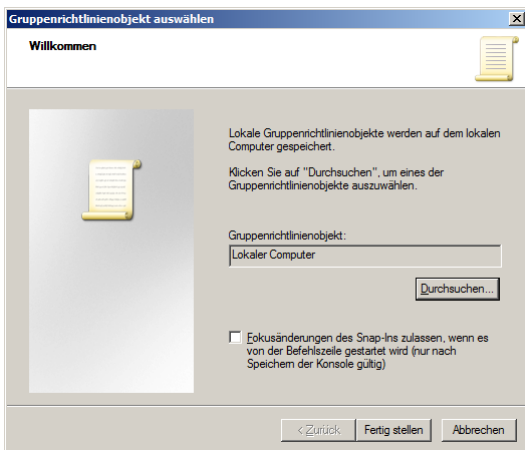 Gruppenrichtlinienobjekt auswählen
Willkommen
Lokale Gruppenrichtlinienobjekte werden auf dem lokalen
Computer gespeichert.
Klicken Sie auf "Durchsuchen", um eines der
Gruppenrichtlinienobjekte auszuwählen.
Gruppenrichtlinienobjekt:
Lokaler Computer
Durchsuchen...
Fokusänderungen des Snap-Ins zulassen, wenn es
von der Befehlszeile gestartet wird (nur nach
Speichern der Konsole gültig)
< Zurück
Fertig stellen
Abbrechen